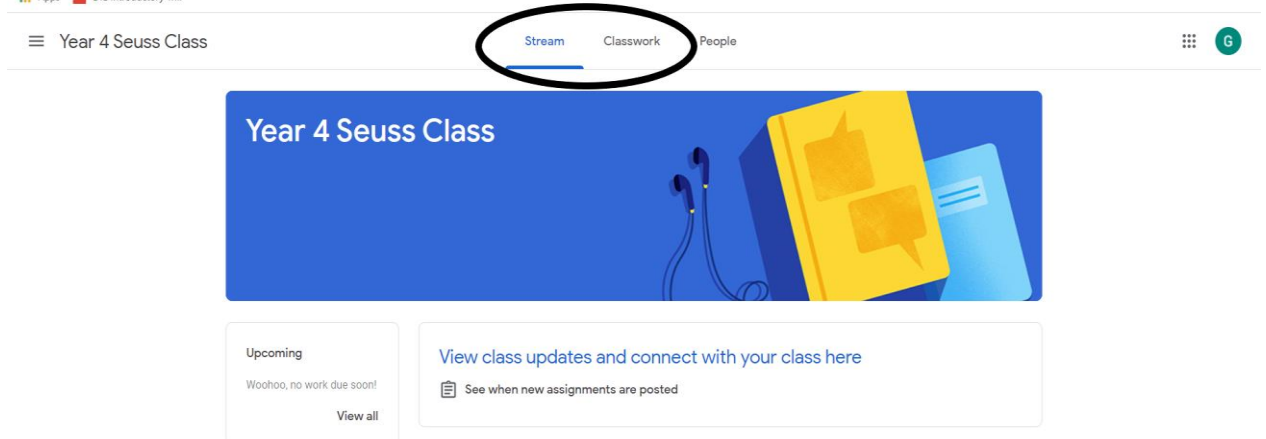 Year 4 Seuss Class
Stream Classwork People
G
Year 4 Seuss Class
Upcoming
Woohoo, no work due soon!
View all
View class updates and connect with your class here
See when new assignments are posted